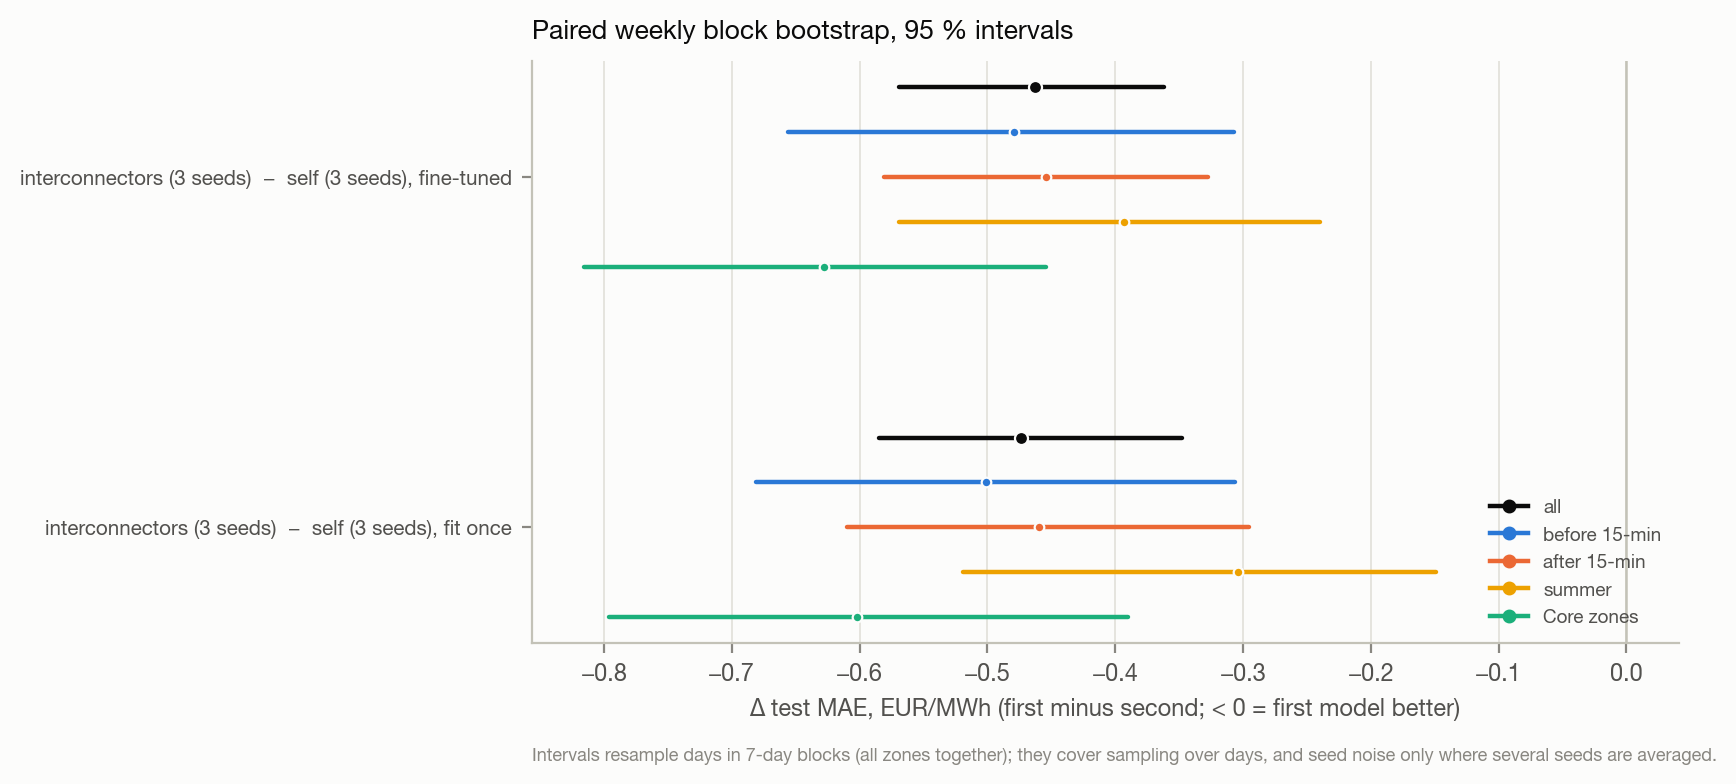 Paired weekly block bootstrap, 95 % intervals
interconnectors (3 seeds) – self (3 seeds), fine-tuned
interconnectors (3 seeds) – self (3 seeds), fit once
all
before 15-min
after 15-min
summer
Core zones
−0.8 −0.7 −0.6 −0.5 −0.4 −0.3 −0.2 −0.1 0.0
Δ test MAE, EUR/MWh (first minus second; < 0 = first model better)
Intervals resample days in 7-day blocks (all zones together); they cover sampling over days, and seed noise only where several seeds are averaged.